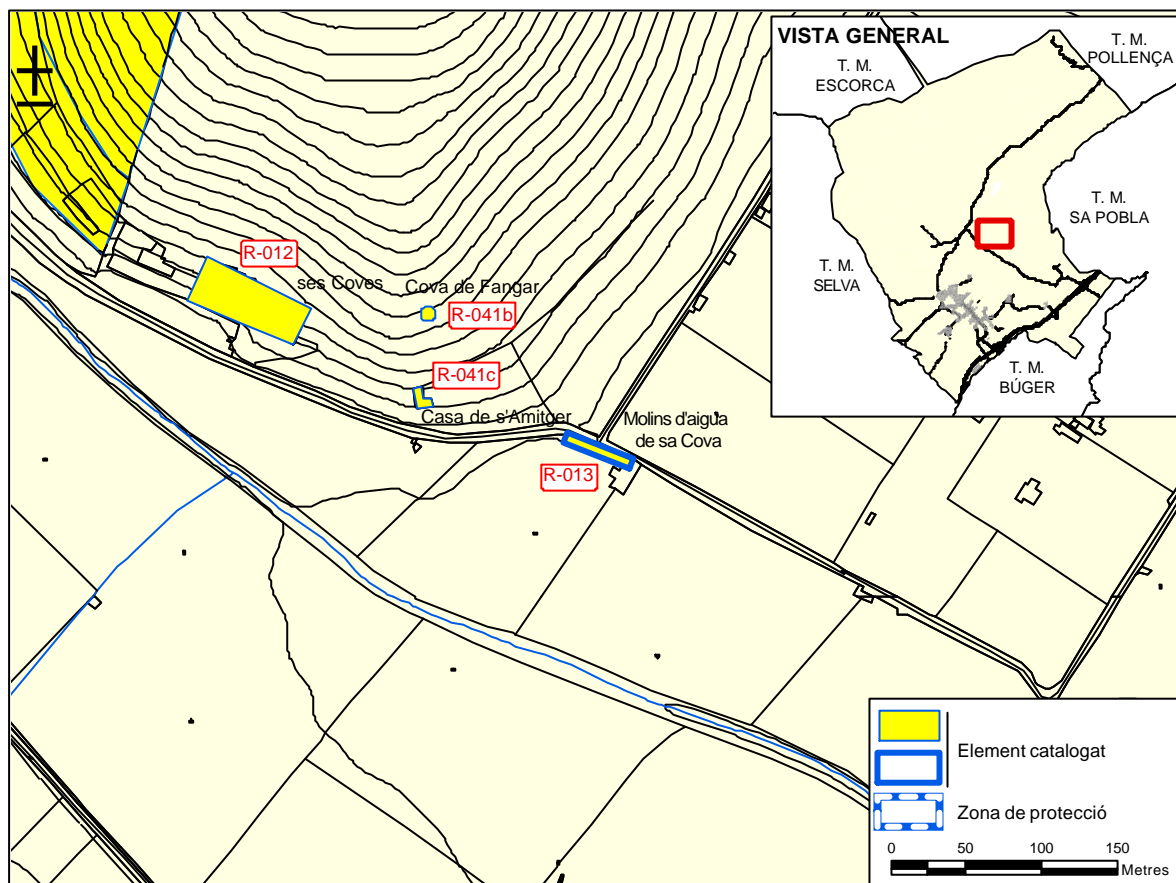 VISTA GENERAL
T. M.
POLLENÇA
T. M.
ESCORCA
T. M.
SA POBLA
T. M.
SELVA
T. M.
BÚGER
R-012
ses Coves
Cova de Fangar
R-041b
R-041c
Casa de s'Amitger
Molins d'aigua
de sa Cova
R-013
Element catalogat
Zona de protecció
0 50 100 150
Metres